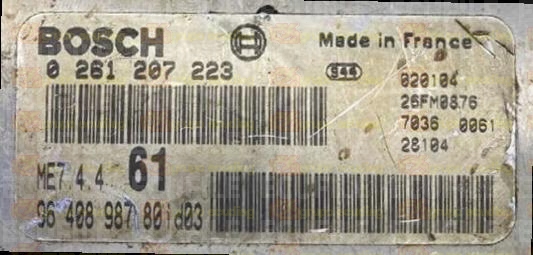 BOSCH
Made in France
0 261 207 223
944
020104
26FM0876
7036 0061
28104
ME7.4.4 61
96 408 987 80 d03